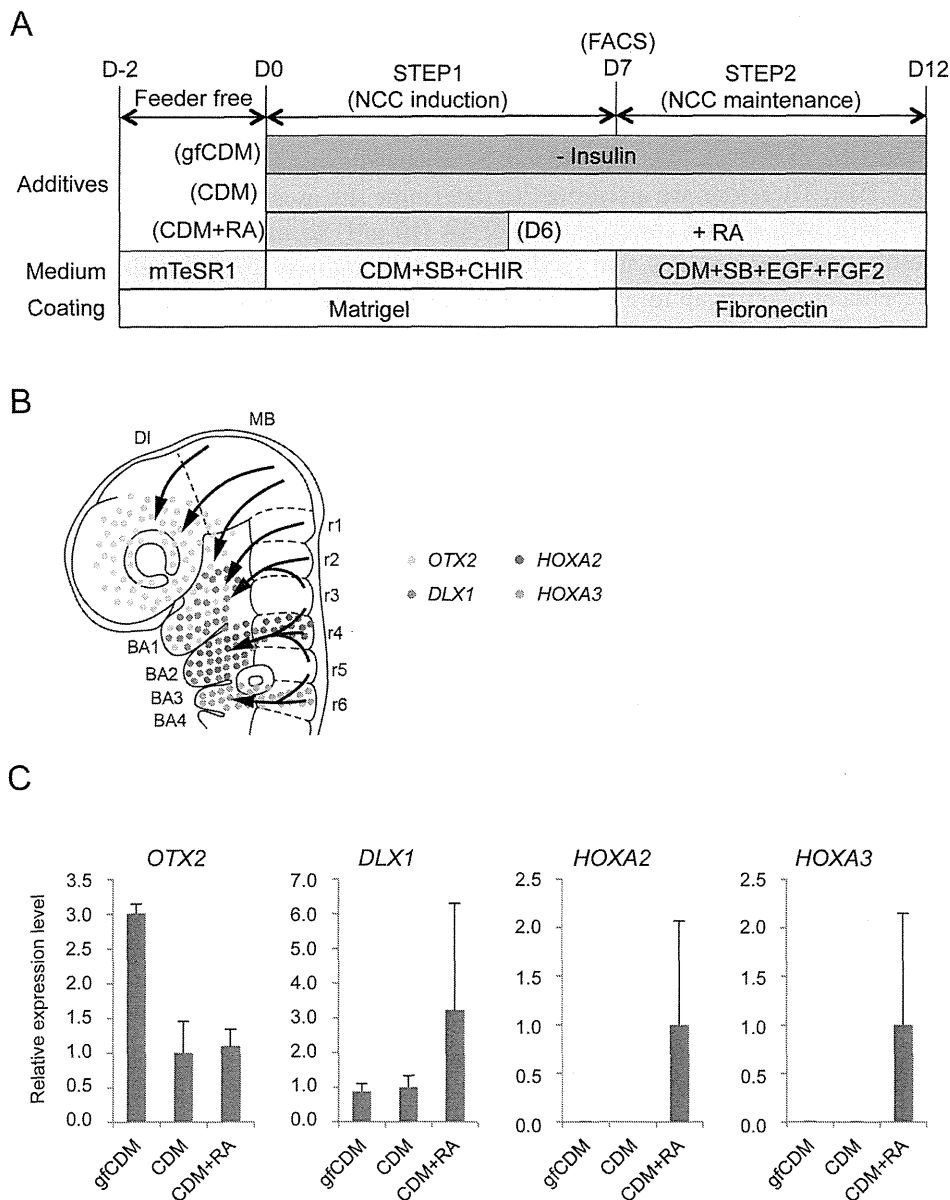 A
(FACS)
D-2 D0 STEP1 D7 STEP2 D12
Feeder free (NCC induction) (NCC maintenance)
(gfCDM) - Insulin
Additives (CDM)
(CDM+RA) (D6) + RA
Medium mTeSR1 CDM+SB+CHIR CDM+SB+EGF+FGF2
Coating Matrigel Fibronectin
B
DI MB
r1
r2
r3
r4
r5
r6
BA1
BA2
BA3
BA4
OTX2 HOXA2
DLX1 HOXA3
C
OTX2 DLX1 HOXA2 HOXA3
Relative expression level
3.5 7.0 2.5 2.5
3.0 6.0 2.0 2.0
2.5 5.0 1.5 1.5
2.0 4.0 1.0 1.0
1.5 3.0 0.5 0.5
1.0 2.0 0.0 0.0
0.5 1.0
0.0 0.0
gfCDM CDM CDM+RA gfCDM CDM CDM+RA gfCDM CDM CDM+RA gfCDM CDM CDM+RA